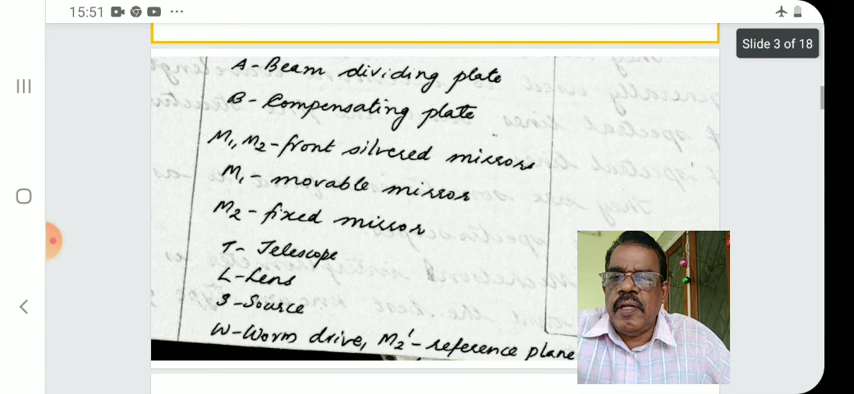 15:51
Slide 3 of 18
A - Beam dividing plate
B - Compensating plate
M1, M2 - front silvered mirrors
M1 - movable mirror
M2 - fixed mirror
T - Telescope
L - Lens
S - Source
W - Worm drive, M2' - reference plane